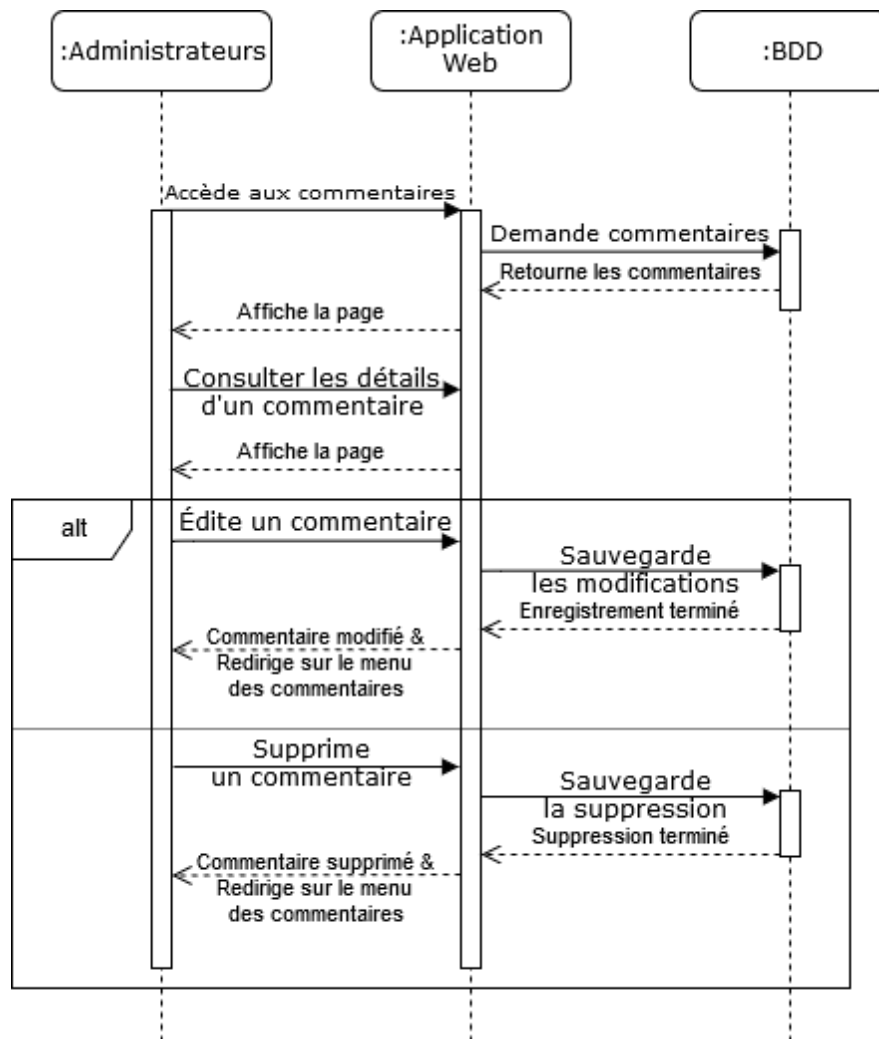 :Administrateurs
:Application
Web
:BDD
Accède aux commentaires
Demande commentaires
Retourne les commentaires
Affiche la page
Consulter les détails
d'un commentaire
Affiche la page
alt
Édite un commentaire
Sauvegarde
les modifications
Enregistrement terminé
Commentaire modifié &
Redirige sur le menu
des commentaires
Supprime
un commentaire
Sauvegarde
la suppression
Suppression terminé
Commentaire supprimé &
Redirige sur le menu
des commentaires